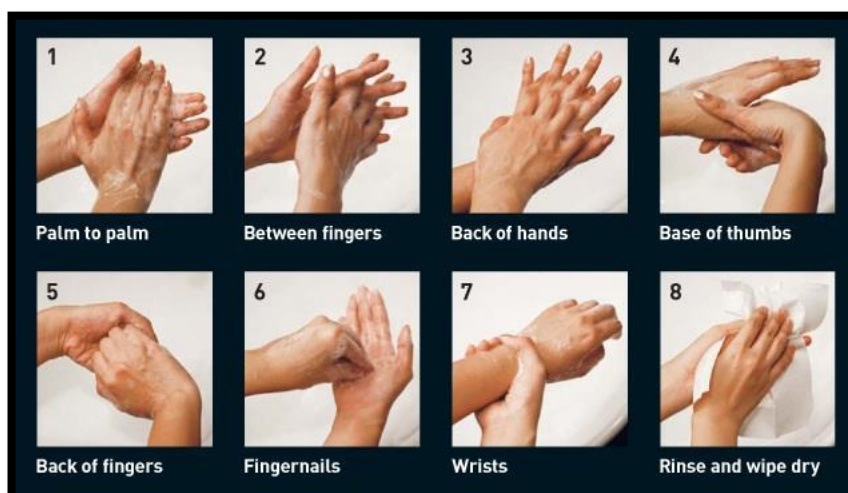 1
Palm to palm
2
Between fingers
3
Back of hands
4
Base of thumbs
5
Back of fingers
6
Fingernails
7
Wrists
8
Rinse and wipe dry